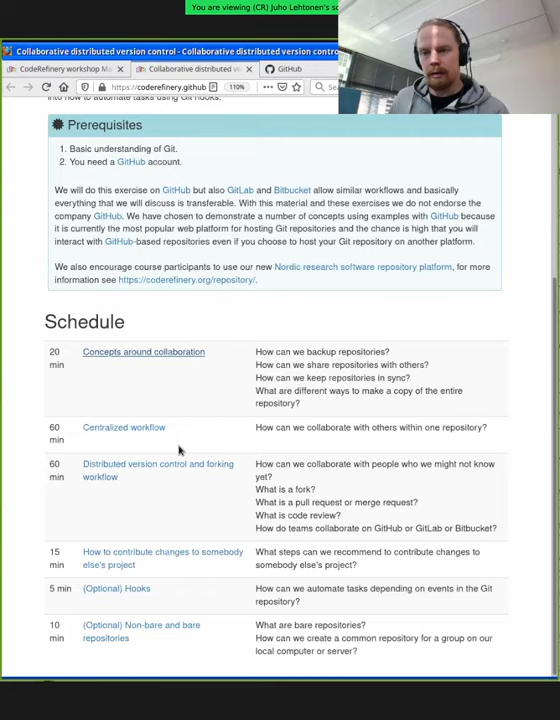 You are viewing (CR) Juho Lehtonen's s
Collaborative distributed version control - Collaborative distributed version contro
CodeRefinery workshop Ma
Collaborative distributed ve
GitHub
https://coderefinery.github
110%
into how to automate tasks using Git hooks.
Prerequisites
1. Basic understanding of Git.
2. You need a GitHub account.
We will do this exercise on GitHub but also GitLab and Bitbucket allow similar workflows and basically
everything that we will discuss is transferable. With this material and these exercises we do not endorse the
company GitHub. We have chosen to demonstrate a number of concepts using examples with GitHub because
it is currently the most popular web platform for hosting Git repositories and the chance is high that you will
interact with GitHub-based repositories even if you choose to host your Git repository on another platform.
We also encourage course participants to use our new Nordic research software repository platform, for more
information see https://coderefinery.org/repository/.
Schedule
20 min
Concepts around collaboration
How can we backup repositories?
How can we share repositories with others?
How can we keep repositories in sync?
What are different ways to make a copy of the entire
repository?
60 min
Centralized workflow
How can we collaborate with others within one repository?
60 min
Distributed version control and forking
workflow
How can we collaborate with people who we might not know
yet?
What is a fork?
What is a pull request or merge request?
What is code review?
How do teams collaborate on GitHub or GitLab or Bitbucket?
15 min
How to contribute changes to somebody
else's project
What steps can we recommend to contribute changes to
somebody else's project?
5 min
(Optional) Hooks
How can we automate tasks depending on events in the Git
repository?
10 min
(Optional) Non-bare and bare
repositories
What are bare repositories?
How can we create a common repository for a group on our
local computer or server?